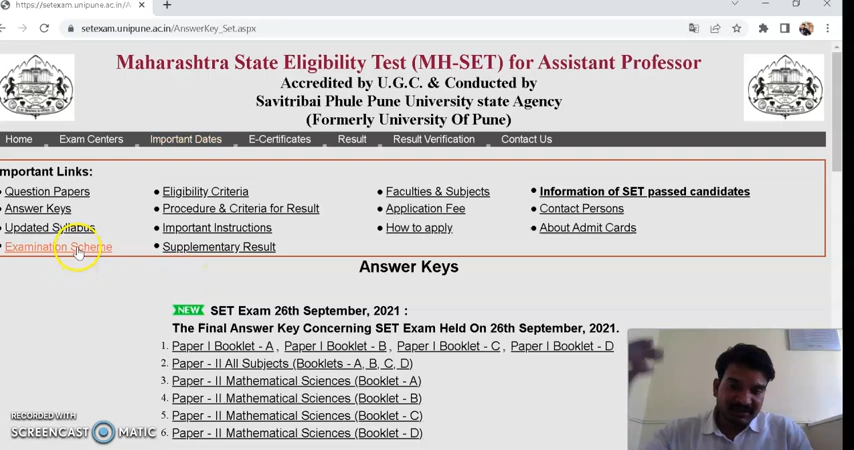 https://setexam.unipune.ac.in/A
setexam.unipune.ac.in/AnswerKey_Set.aspx
Maharashtra State Eligibility Test (MH-SET) for Assistant Professor
Accredited by U.G.C. & Conducted by
Savitribai Phule Pune University state Agency
(Formerly University Of Pune)
Home Exam Centers Important Dates E-Certificates Result Result Verification Contact Us
mportant Links:
Question Papers Eligibility Criteria Faculties & Subjects Information of SET passed candidates
Answer Keys Procedure & Criteria for Result Application Fee Contact Persons
Updated Syllabus Important Instructions How to apply About Admit Cards
Examination Scheme Supplementary Result
Answer Keys
NEW SET Exam 26th September, 2021 :
The Final Answer Key Concerning SET Exam Held On 26th September, 2021.
1. Paper I Booklet - A , Paper I Booklet - B , Paper I Booklet - C , Paper I Booklet - D
2. Paper - II All Subjects (Booklets - A, B, C, D)
3. Paper - II Mathematical Sciences (Booklet - A)
4. Paper - II Mathematical Sciences (Booklet - B)
5. Paper - II Mathematical Sciences (Booklet - C)
6. Paper - II Mathematical Sciences (Booklet - D)
RECORDED WITH
SCREENCAST MATIC